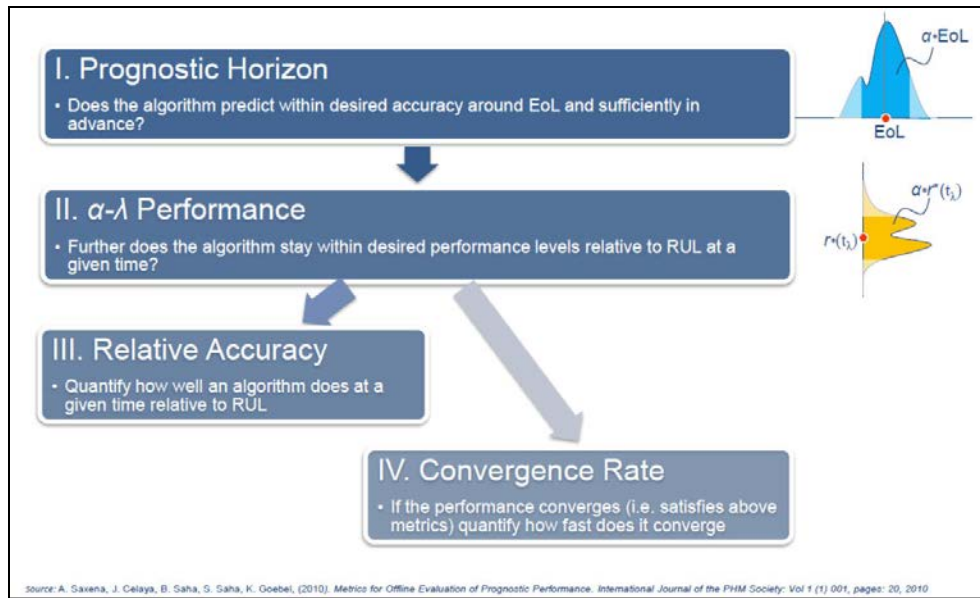 I. Prognostic Horizon
• Does the algorithm predict within desired accuracy around EoL and sufficiently in
advance?
α*EoL
EoL
II. α-λ Performance
• Further does the algorithm stay within desired performance levels relative to RUL at a
given time?
α*r*(tλ)
r*(tλ)
III. Relative Accuracy
• Quantify how well an algorithm does at a
given time relative to RUL
IV. Convergence Rate
• If the performance converges (i.e. satisfies above
metrics) quantify how fast does it converge
source: A. Saxena, J. Celaya, B. Saha, S. Saha, K. Goebel, (2010). Metrics for Offline Evaluation of Prognostic Performance. International Journal of the PHM Society: Vol 1 (1) 001, pages: 20, 2010